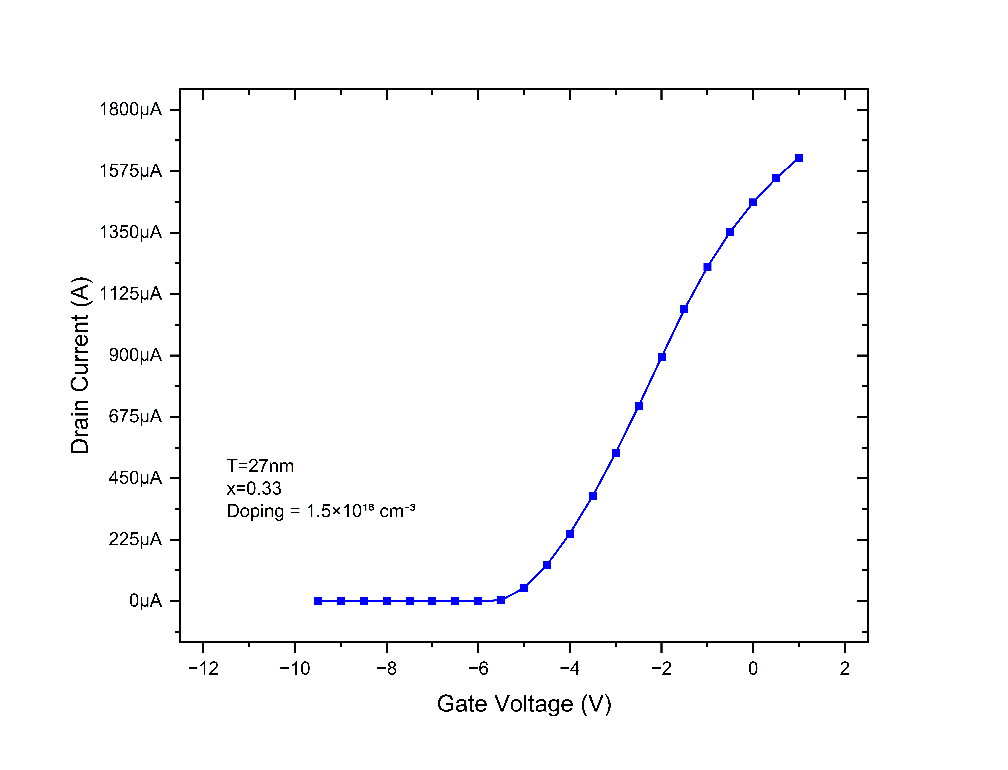 1800µA
1575µA
1350µA
1125µA
900µA
675µA
450µA
225µA
0µA
Drain Current (A)
T=27nm
x=0.33
Doping = 1.5×10¹⁸ cm⁻³
−12 −10 −8 −6 −4 −2 0 2
Gate Voltage (V)